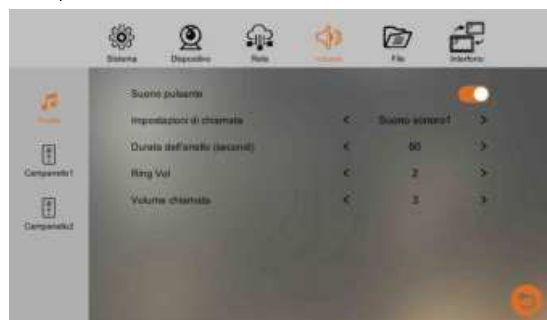 Sistema Dispositivo Rete Volume File Interfono
Suono pulsante
Impostazioni di chiamata < Suono sonoro1 >
Campanello1
Durata dell'anello (secondi) < 60 >
Ring Vol < 2 >
Volume chiamata < 3 >
Campanello2